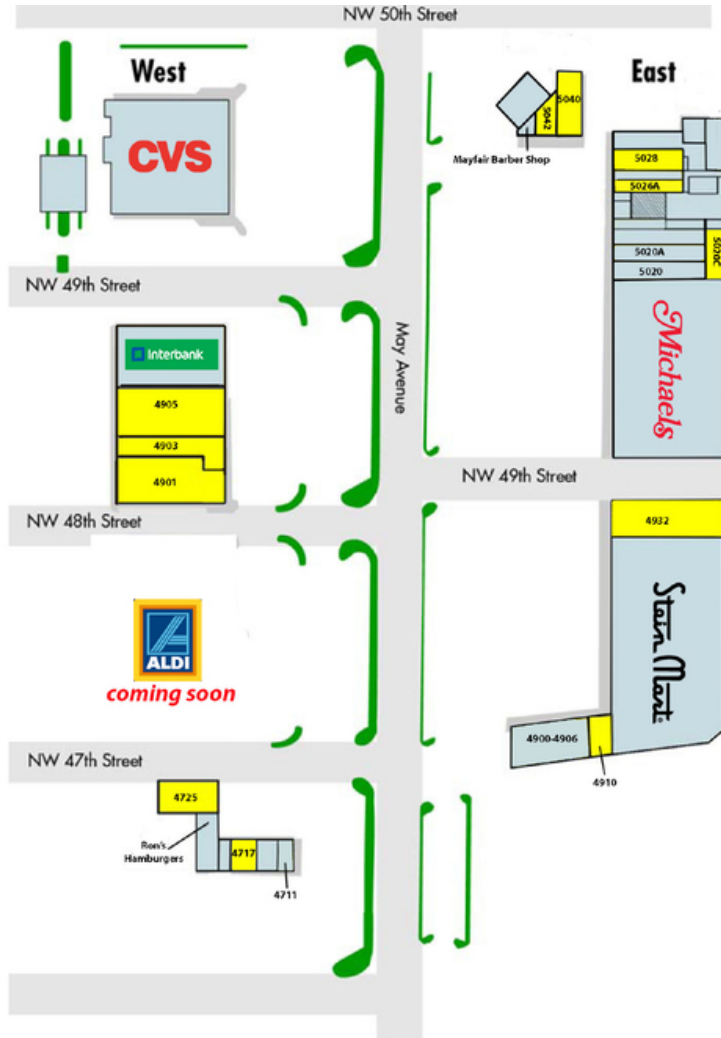 NW 50th Street
West
East
CVS
5040
5042
Mayfair Barber Shop
5028
5026A
5020C
5020A
5020
NW 49th Street
May Avenue
Interbank
4905
4903
4901
Michaels
NW 49th Street
NW 48th Street
4932
ALDI
coming soon
Stein Mart
4900-4906
4910
NW 47th Street
4725
Ron's
Hamburgers
4717
4711